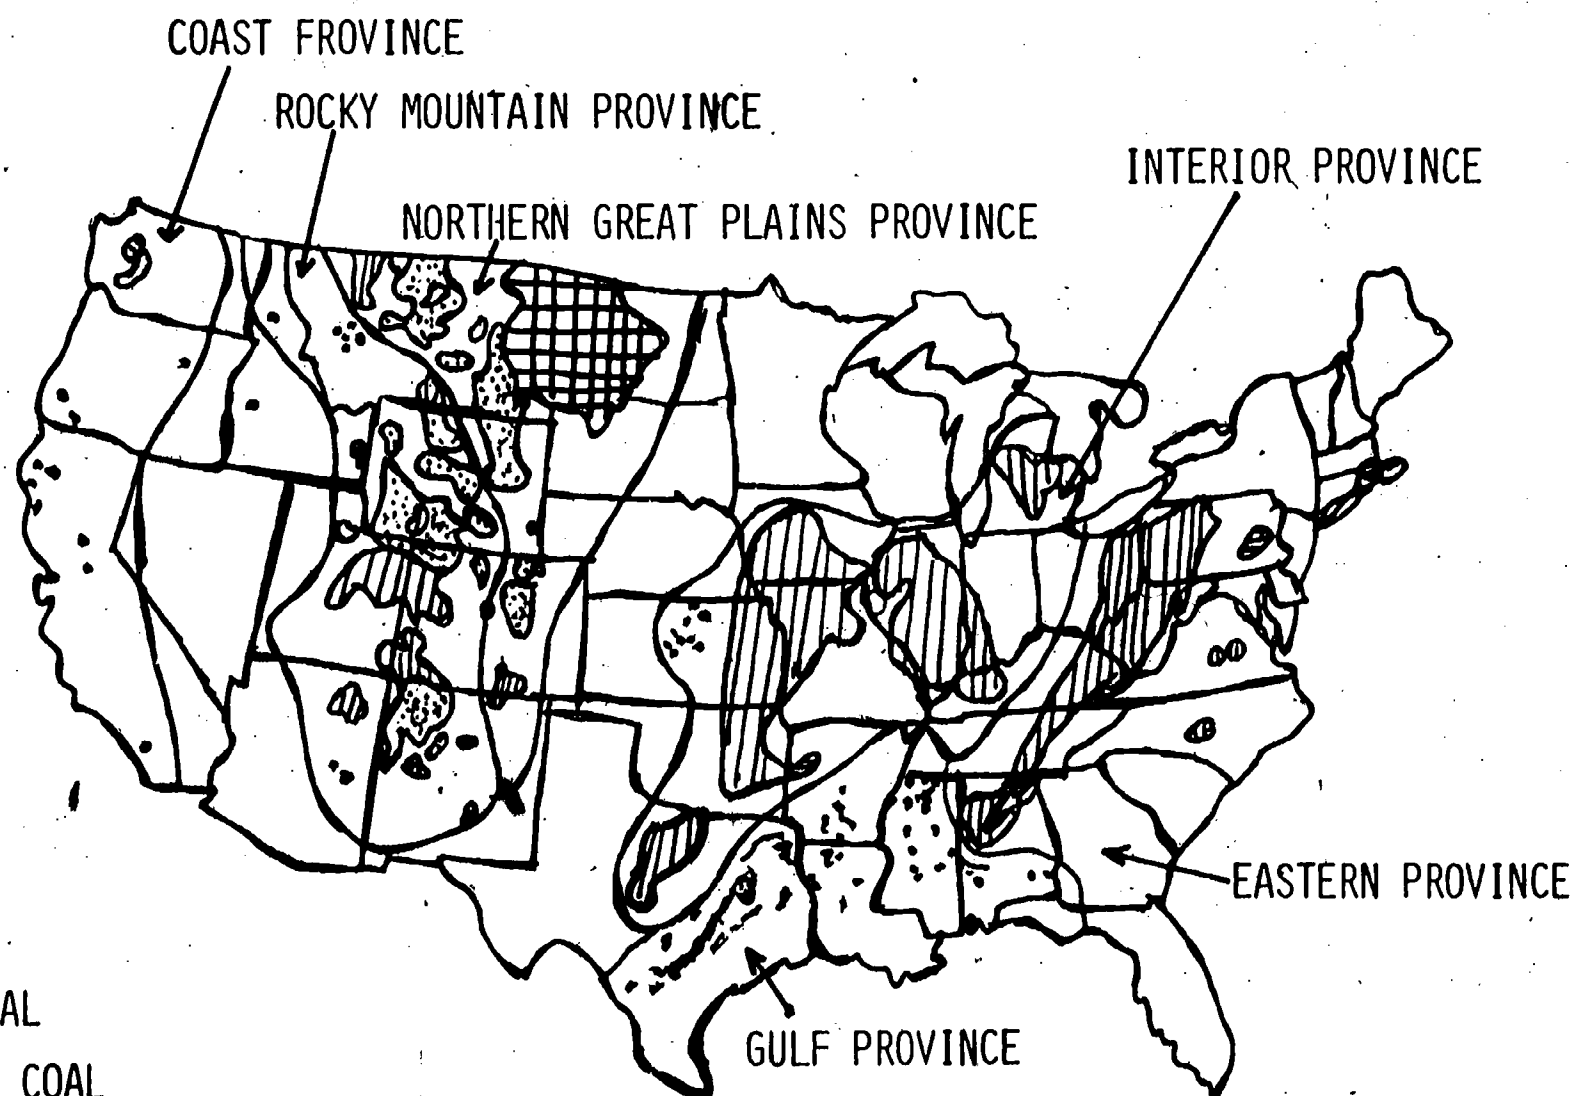 COAST FROVINCE
ROCKY MOUNTAIN PROVINCE
INTERIOR PROVINCE
NORTHERN GREAT PLAINS PROVINCE
EASTERN PROVINCE
AL
GULF PROVINCE
COAL